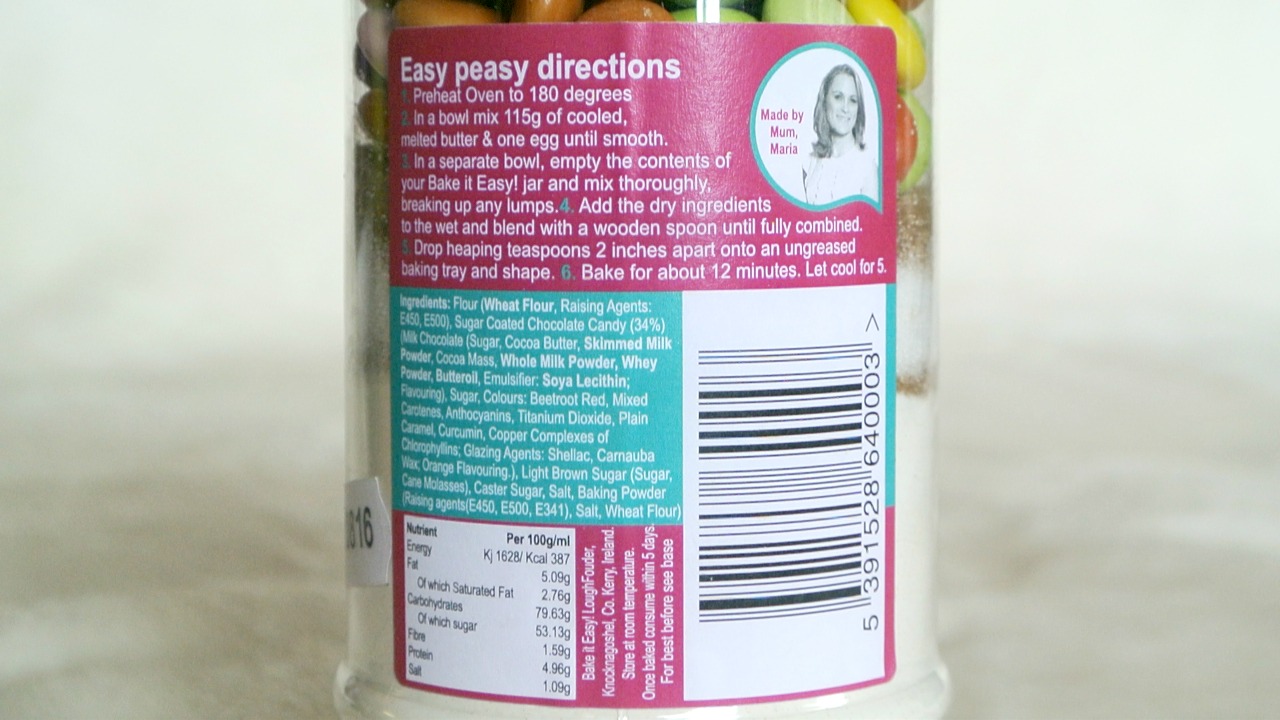 Easy peasy directions
1. Preheat Oven to 180 degrees
2. In a bowl mix 115g of cooled,
melted butter & one egg until smooth.
3. In a separate bowl, empty the contents of
your Bake it Easy! jar and mix thoroughly,
breaking up any lumps.4. Add the dry ingredients
to the wet and blend with a wooden spoon until fully combined.
5. Drop heaping teaspoons 2 inches apart onto an ungreased
baking tray and shape. 6. Bake for about 12 minutes. Let cool for 5.
Made by
Mum,
Maria
Ingredients: Flour (Wheat Flour, Raising Agents:
E450, E500), Sugar Coated Chocolate Candy (34%)
(Milk Chocolate (Sugar, Cocoa Butter, Skimmed Milk
Powder, Cocoa Mass, Whole Milk Powder, Whey
Powder, Butteroil, Emulsifier: Soya Lecithin;
Flavouring), Sugar, Colours: Beetroot Red, Mixed
Carotenes, Anthocyanins, Titanium Dioxide, Plain
Caramel, Curcumin, Copper Complexes of
Chlorophyllins; Glazing Agents: Shellac, Carnauba
Wax; Orange Flavouring.), Light Brown Sugar (Sugar,
Cane Molasses), Caster Sugar, Salt, Baking Powder
(Raising agents(E450, E500, E341), Salt, Wheat Flour)
Nutrient Per 100g/ml
Energy Kj 1628/ Kcal 387
Fat 5.09g
Of which Saturated Fat 2.76g
Carbohydrates 79.63g
Of which sugar 53.13g
Fibre 1.59g
Protein 4.96g
Salt 1.09g
Bake it Easy! LoughFouder,
Knocknagoshel, Co. Kerry, Ireland.
Store at room temperature.
Once baked consume within 5 days.
For best before see base
5 391528 640003 >
816